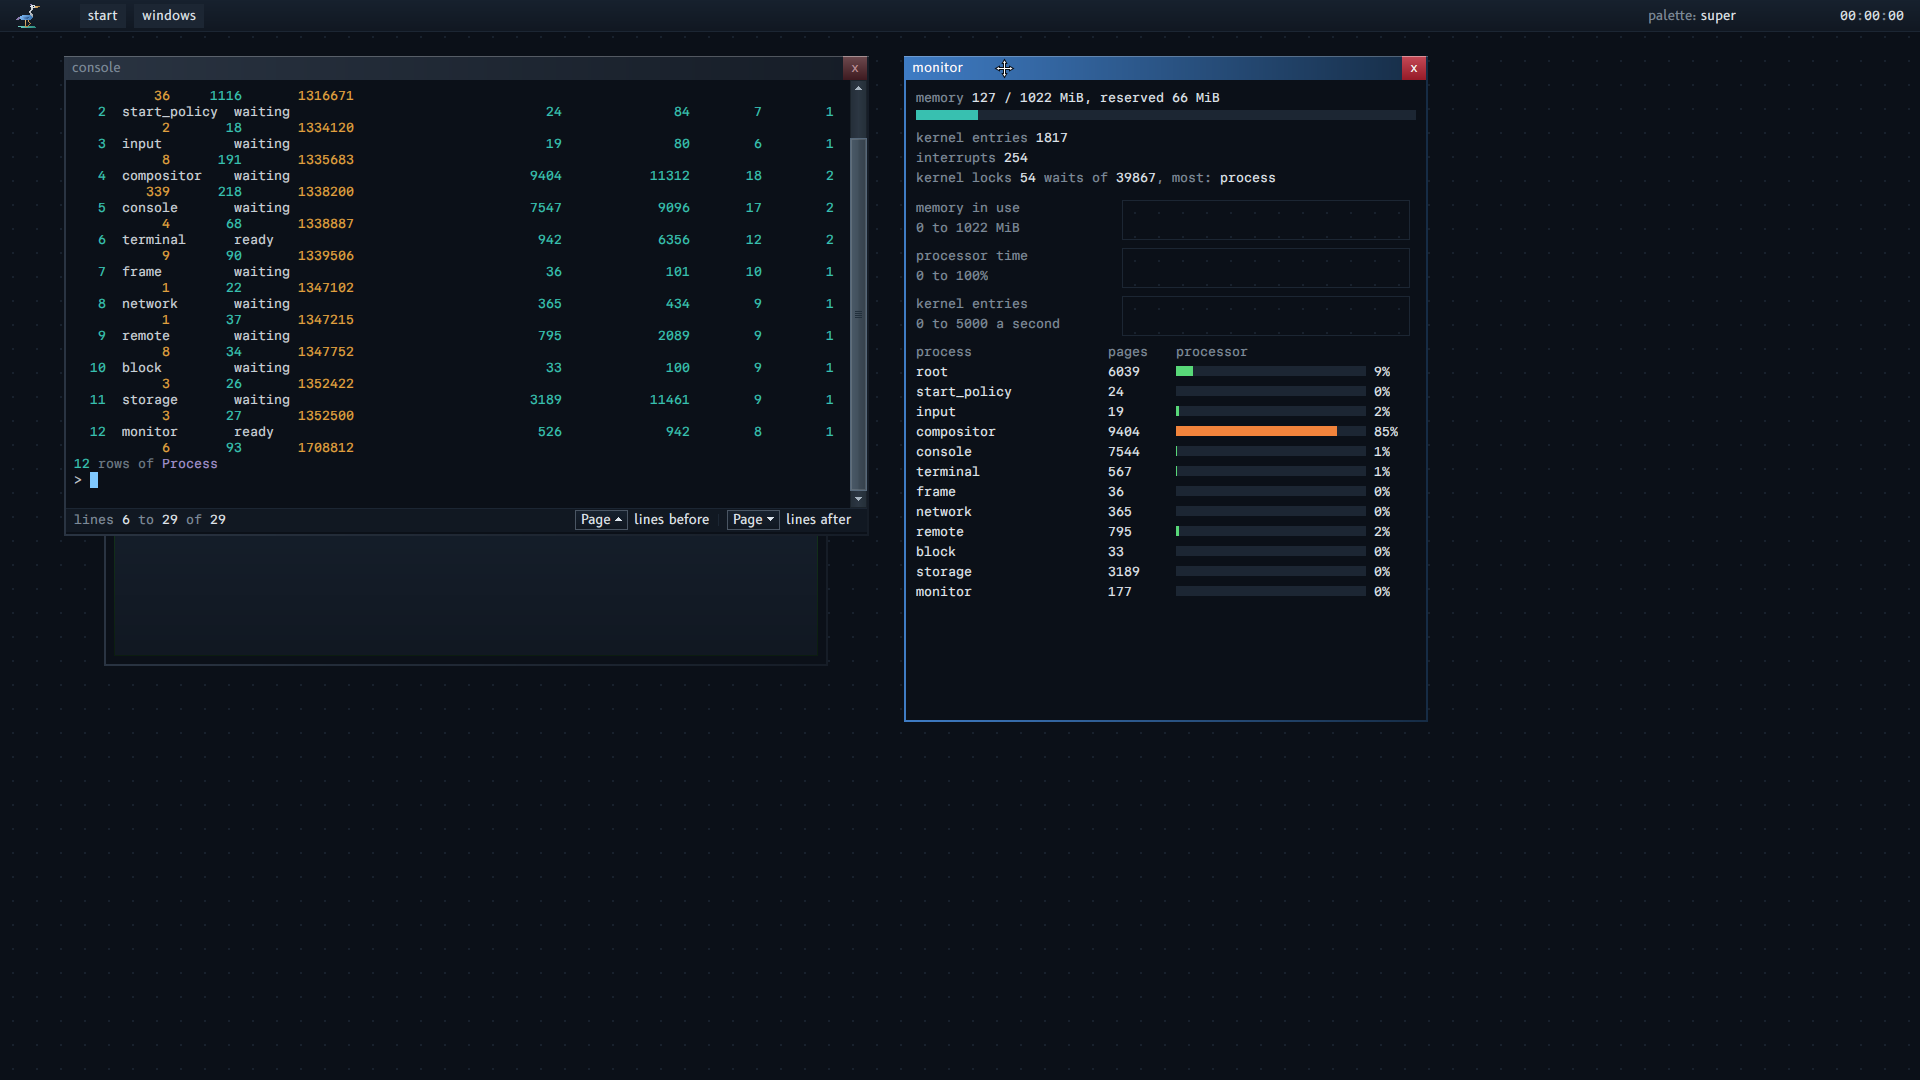 start windows palette: super 00:00:00
console x
36 1116 1316671
2 start_policy waiting 24 84 7 1
2 18 1334120
3 input waiting 19 80 6 1
8 191 1335683
4 compositor waiting 9404 11312 18 2
339 218 1338200
5 console waiting 7547 9096 17 2
4 68 1338887
6 terminal ready 942 6356 12 2
9 90 1339506
7 frame waiting 36 101 10 1
1 22 1347102
8 network waiting 365 434 9 1
1 37 1347215
9 remote waiting 795 2089 9 1
8 34 1347752
10 block waiting 33 100 9 1
3 26 1352422
11 storage waiting 3189 11461 9 1
3 27 1352500
12 monitor ready 526 942 8 1
6 93 1708812
12 rows of Process
>
lines 6 to 29 of 29 Page lines before Page lines after
monitor x
memory 127 / 1022 MiB, reserved 66 MiB
kernel entries 1817
interrupts 254
kernel locks 54 waits of 39867, most: process
memory in use
0 to 1022 MiB
processor time
0 to 100%
kernel entries
0 to 5000 a second
process pages processor
root 6039 9%
start_policy 24 0%
input 19 2%
compositor 9404 85%
console 7544 1%
terminal 567 1%
frame 36 0%
network 365 0%
remote 795 2%
block 33 0%
storage 3189 0%
monitor 177 0%